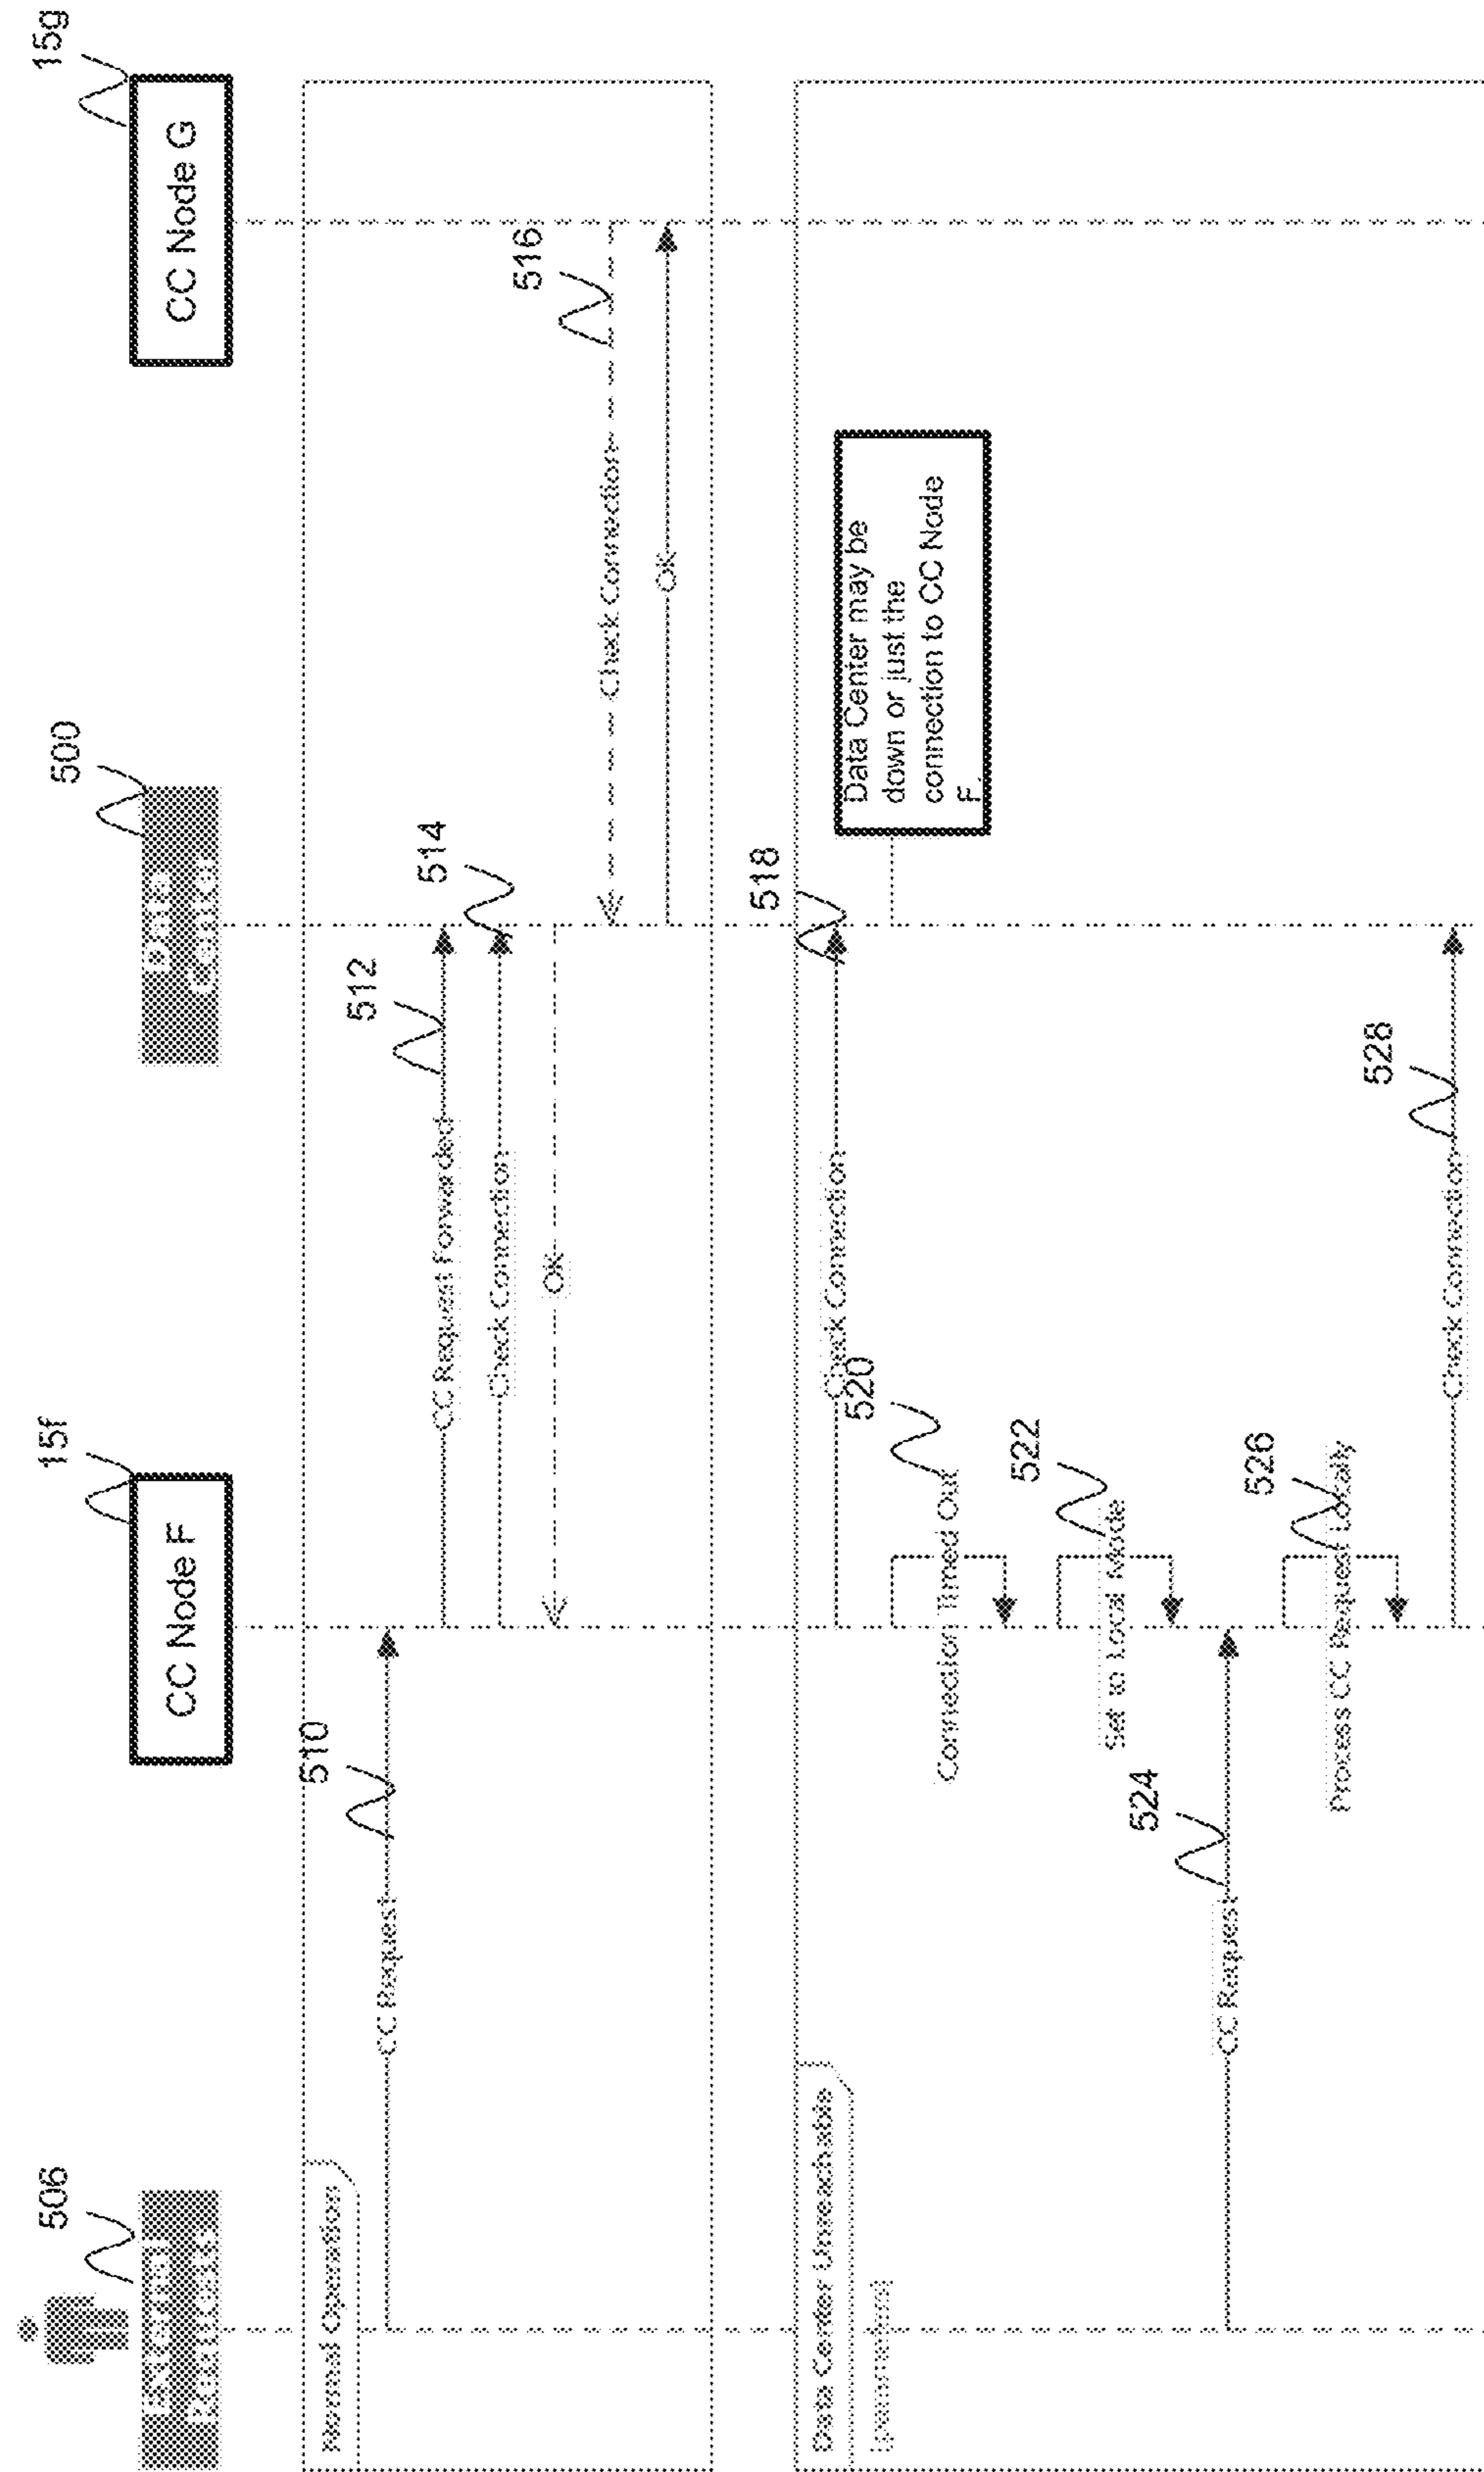 506
15f
500
15g
CC Node F
Data
Center
CC Node G
Normal Operation
510
CC Request
512
CC Request Forwarded
514
Check Connection
OK
516
Check Connection
OK
Data Center Unreachable
518
Check Connection
Data Center may be
down or just the
connection to CC Node
F.
520
Connection Timed Out
522
Set to Local Mode
524
CC Request
526
Process CC Request Locally
528
Check Connection